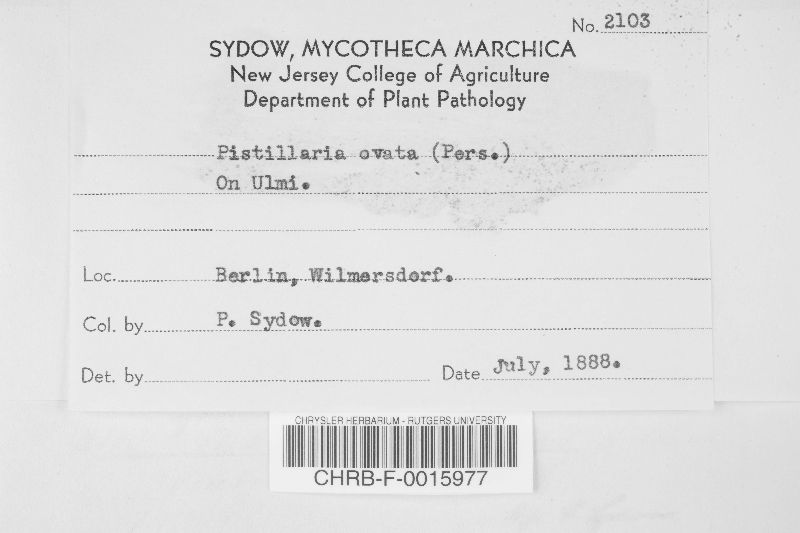 No. 2103
SYDOW, MYCOTHECA MARCHICA
New Jersey College of Agriculture
Department of Plant Pathology
Pistillaria ovata (Pers.)
On Ulmi.
Loc. Berlin, Wilmersdorf.
Col. by P. Sydow.
Det. by
Date July, 1888.
CHRYSLER HERBARIUM - RUTGERS UNIVERSITY
CHRB-F-0015977